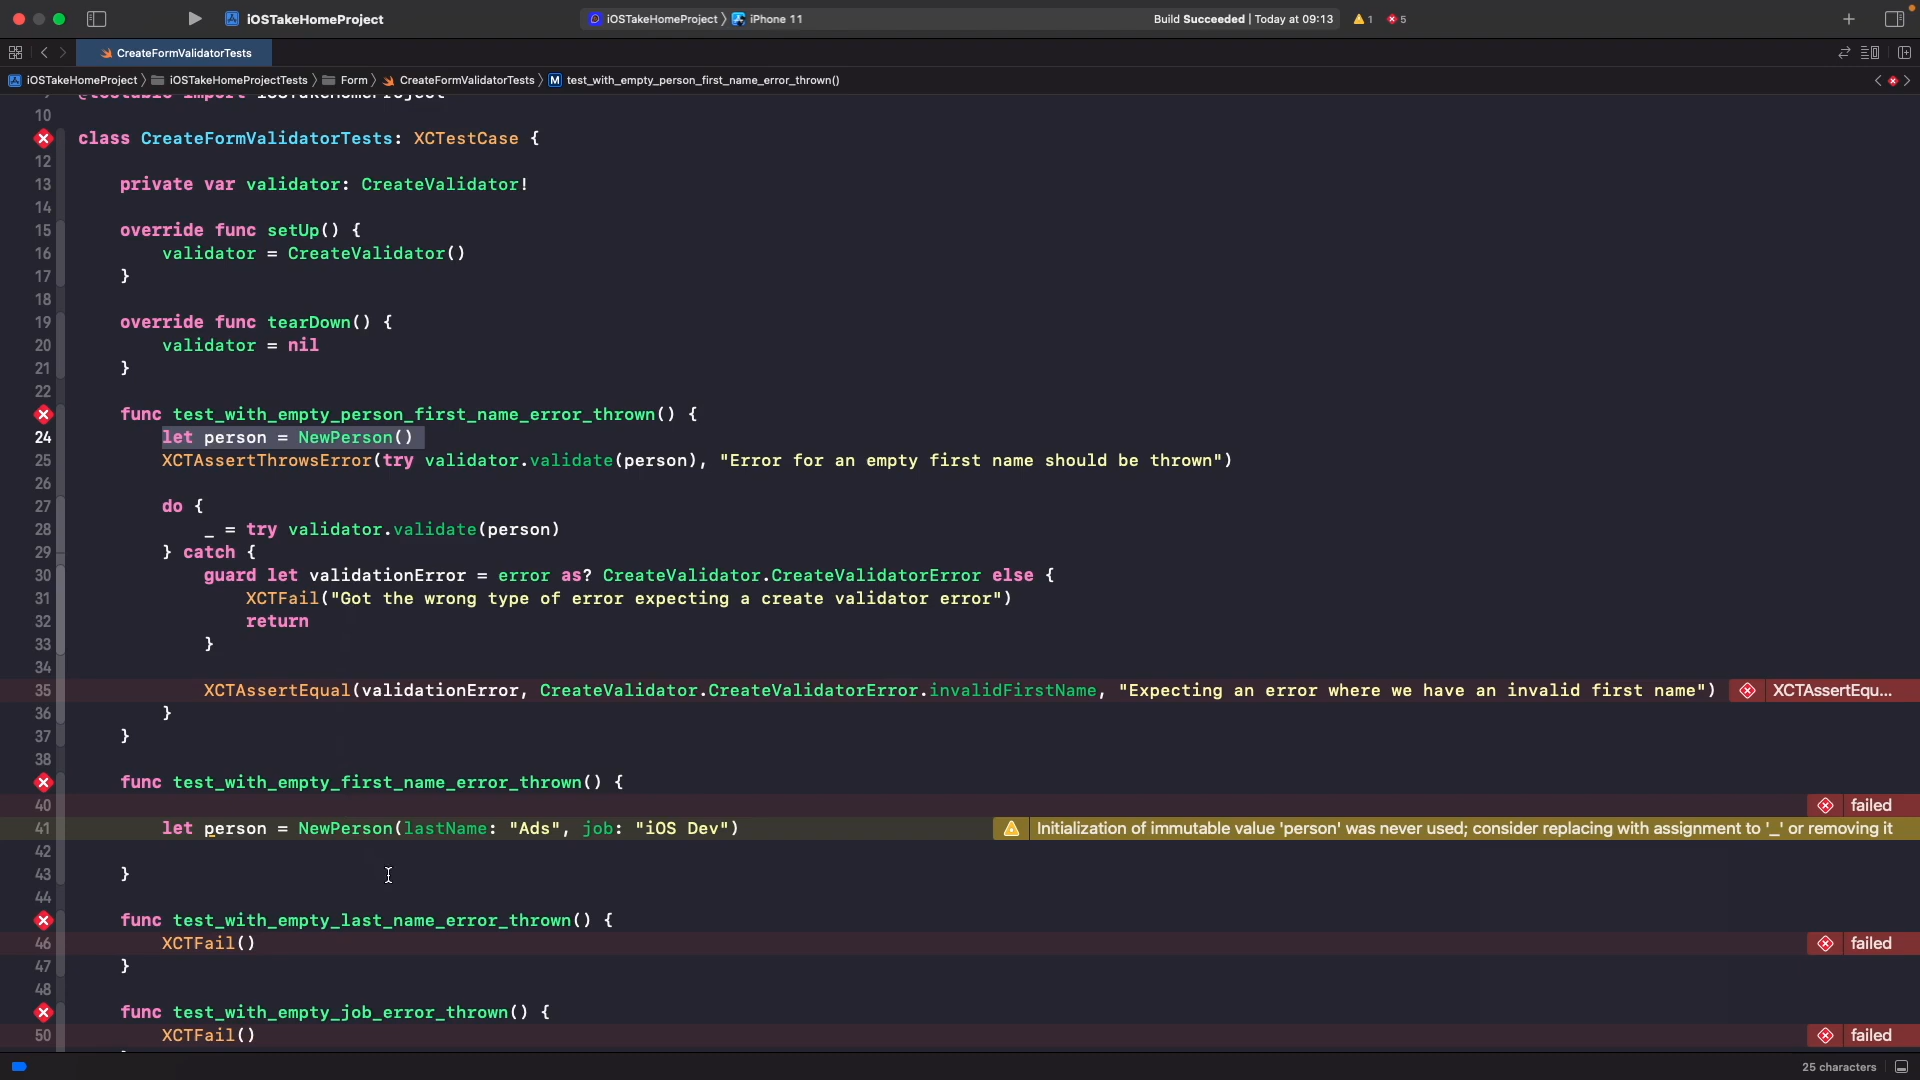 iOSTakeHomeProject
iOSTakeHomeProject 〉 iPhone 11
Build Succeeded | Today at 09:13
1
5
CreateFormValidatorTests
iOSTakeHomeProject 〉 iOSTakeHomeProjectTests 〉 Form 〉 CreateFormValidatorTests 〉 M test_with_empty_person_first_name_error_thrown()
@testable import iOSTakeHomeProject
10
class CreateFormValidatorTests: XCTestCase {
12
13 private var validator: CreateValidator!
14
15 override func setUp() {
16 validator = CreateValidator()
17 }
18
19 override func tearDown() {
20 validator = nil
21 }
22
func test_with_empty_person_first_name_error_thrown() {
24 let person = NewPerson()
25 XCTAssertThrowsError(try validator.validate(person), "Error for an empty first name should be thrown")
26
27 do {
28 _ = try validator.validate(person)
29 } catch {
30 guard let validationError = error as? CreateValidator.CreateValidatorError else {
31 XCTFail("Got the wrong type of error expecting a create validator error")
32 return
33 }
34
35 XCTAssertEqual(validationError, CreateValidator.CreateValidatorError.invalidFirstName, "Expecting an error where we have an invalid first name") XCTAssertEqu...
36 }
37 }
38
func test_with_empty_first_name_error_thrown() {
40 failed
41 let person = NewPerson(lastName: "Ads", job: "iOS Dev") Initialization of immutable value 'person' was never used; consider replacing with assignment to '_' or removing it
42
43 }
44
func test_with_empty_last_name_error_thrown() {
46 XCTFail() failed
47 }
48
func test_with_empty_job_error_thrown() {
50 XCTFail() failed
25 characters